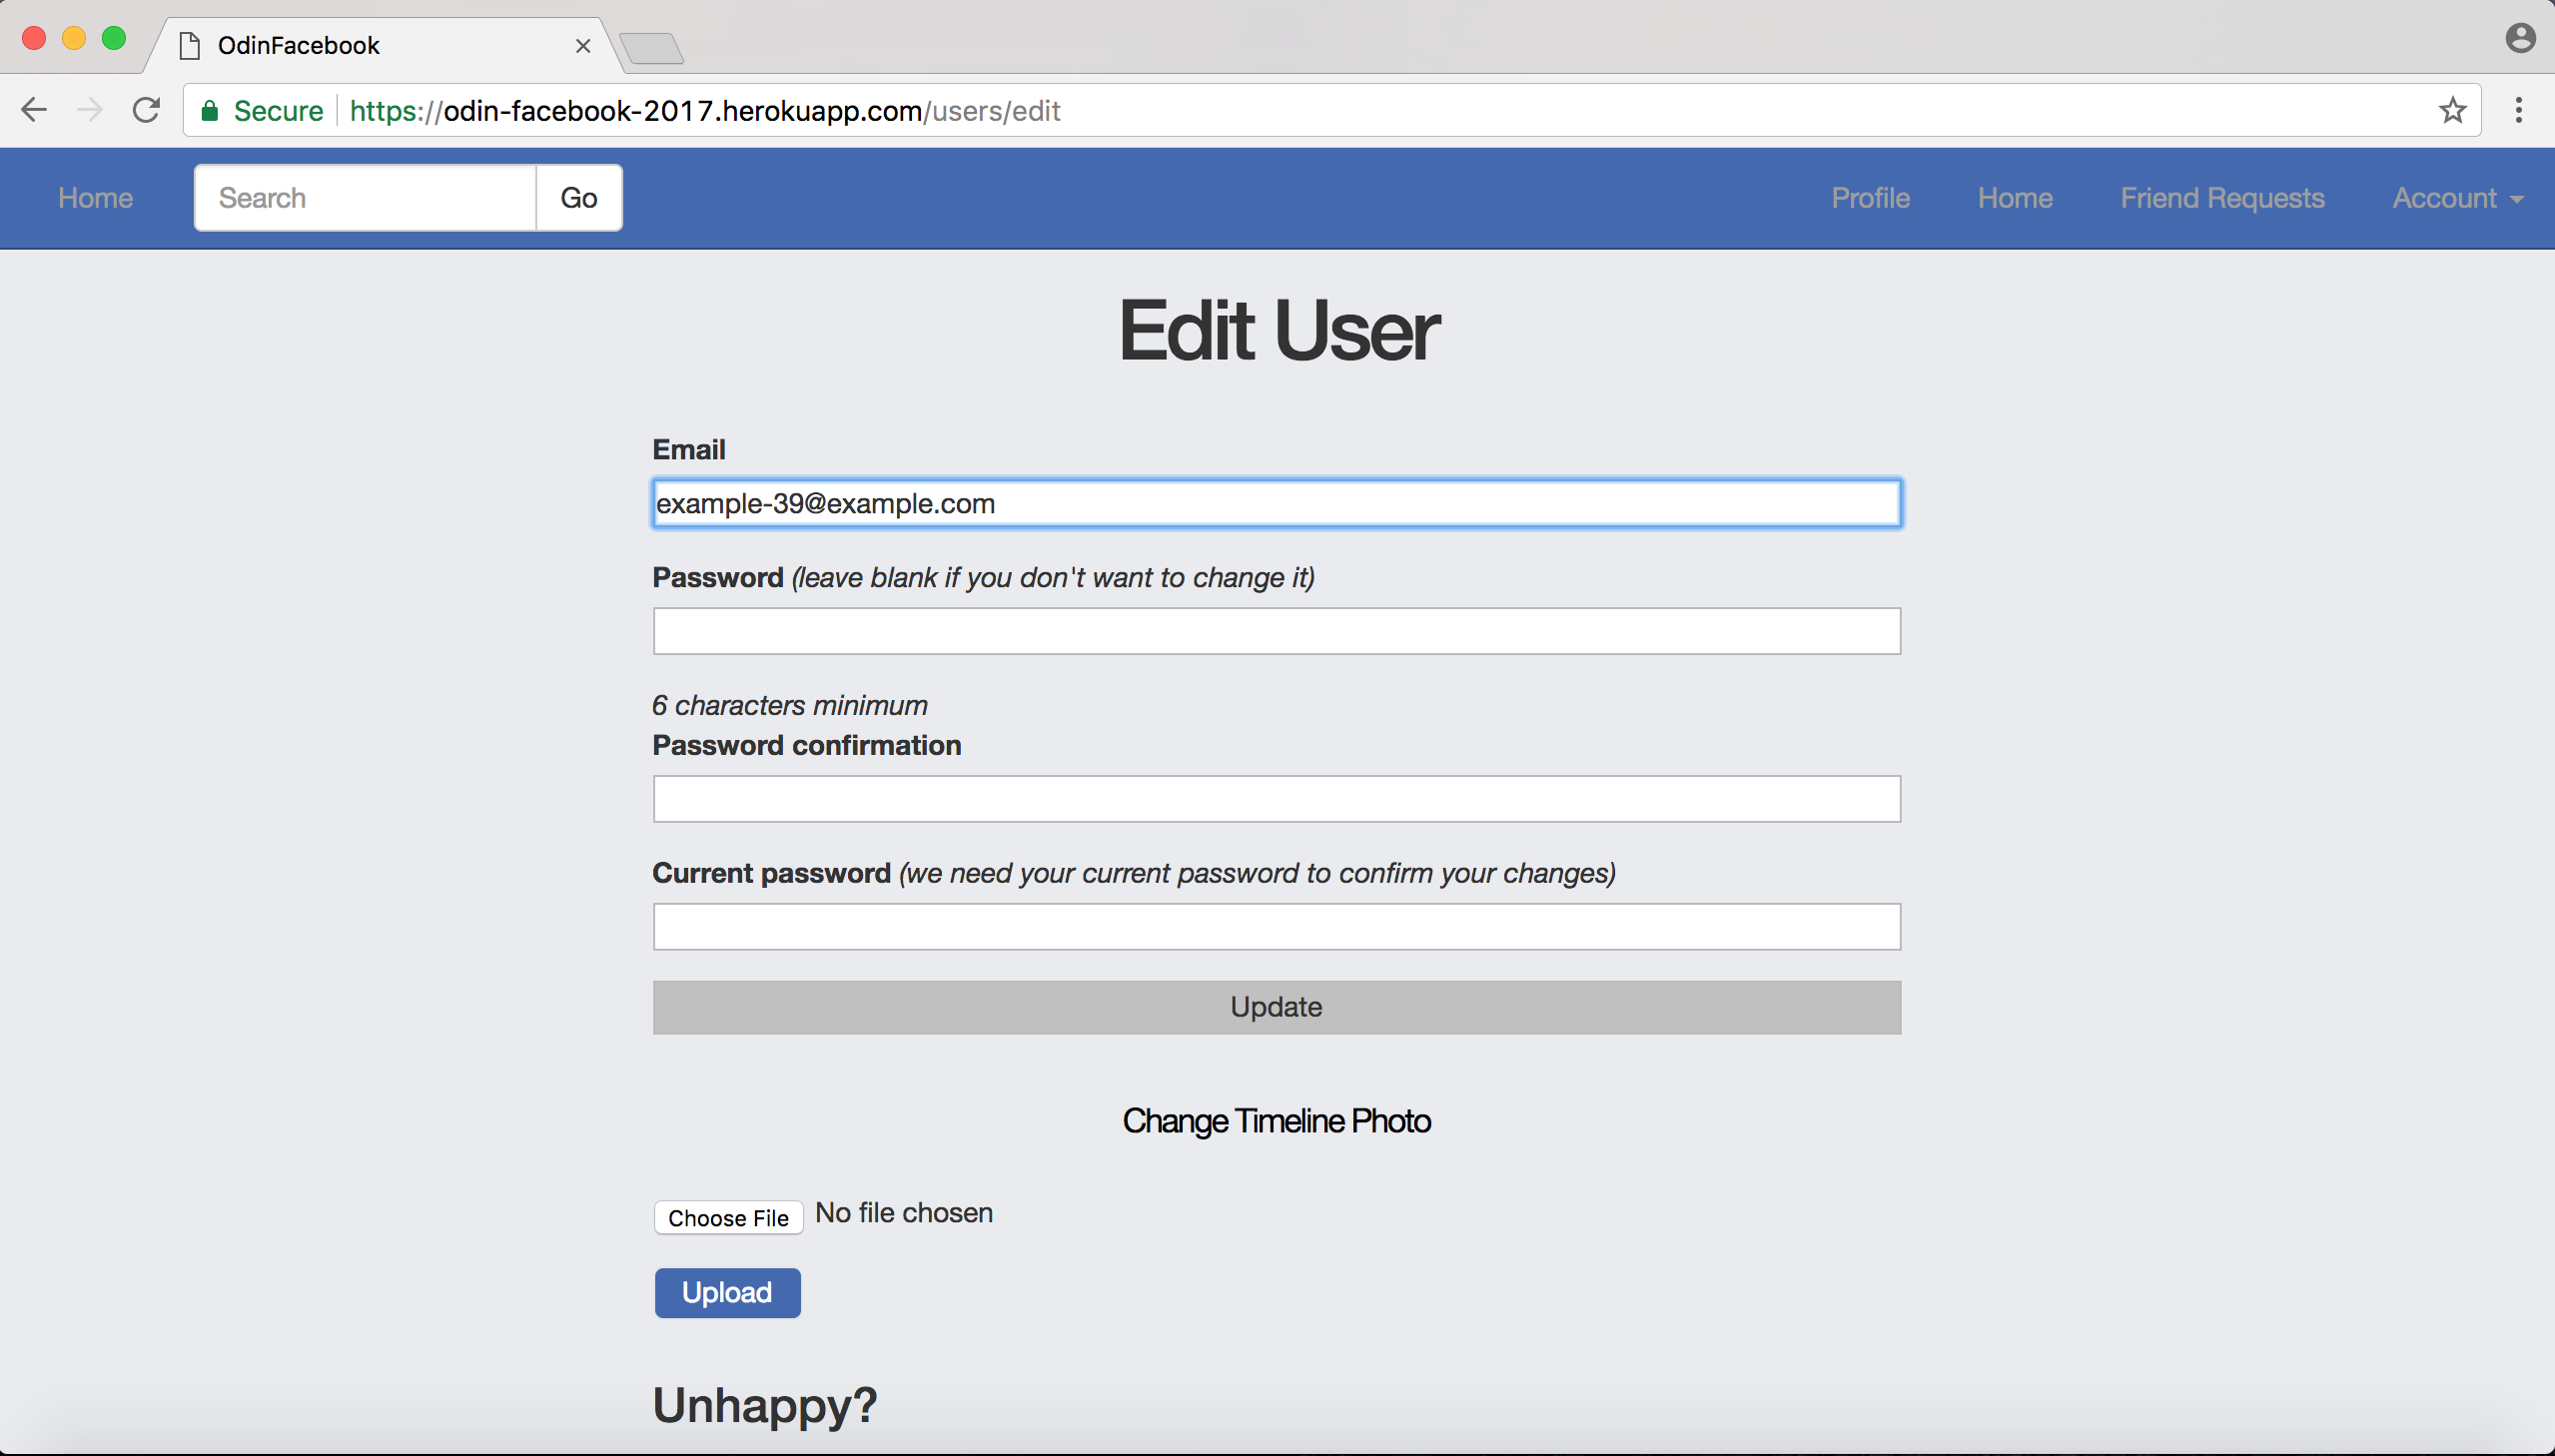 OdinFacebook
Secure https://odin-facebook-2017.herokuapp.com/users/edit
Home Search Go Profile Home Friend Requests Account
Edit User
Email
example-39@example.com
Password (leave blank if you don't want to change it)
6 characters minimum
Password confirmation
Current password (we need your current password to confirm your changes)
Update
Change Timeline Photo
Choose File No file chosen
Upload
Unhappy?